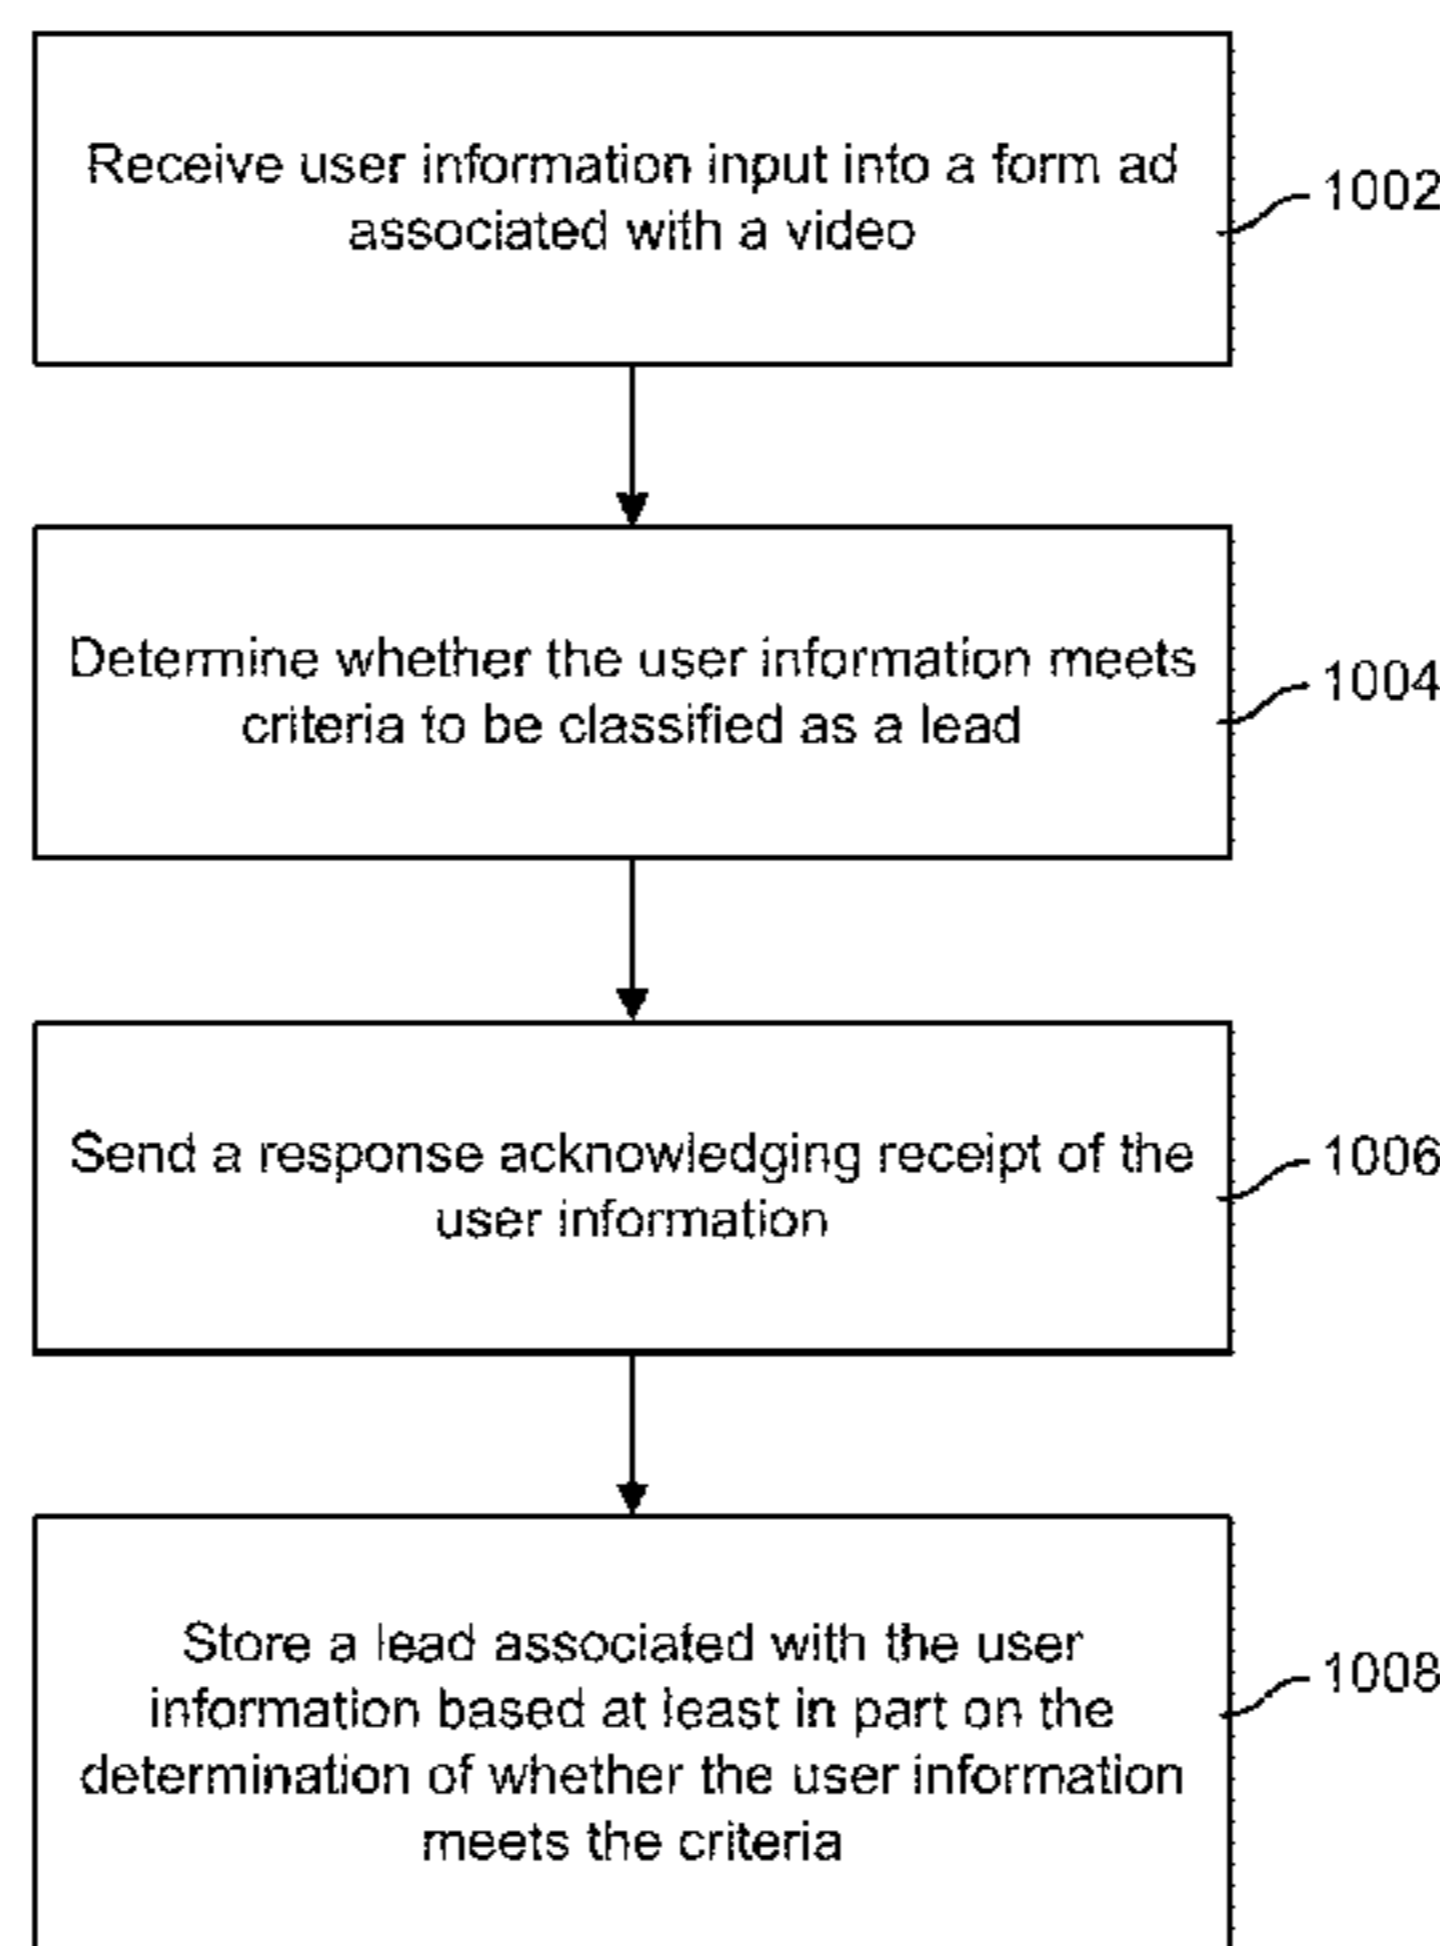 Receive user information input into a form ad
associated with a video
1002
Determine whether the user information meets
criteria to be classified as a lead
1004
Send a response acknowledging receipt of the
user information
1006
Store a lead associated with the user
information based at least in part on the
determination of whether the user information
meets the criteria
1008